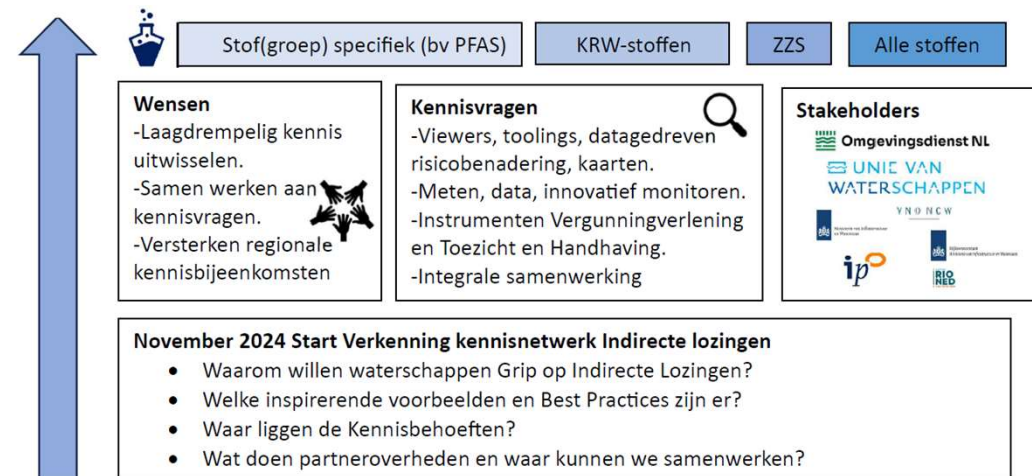 Stof(groep) specifiek (bv PFAS)
KRW-stoffen
ZZS
Alle stoffen
Wensen
-Laagdrempelig kennis
uitwisselen.
-Samen werken aan
kennisvragen.
-Versterken regionale
kennisbijeenkomsten
Kennisvragen
-Viewers, toolings, datagedreven
risicobenadering, kaarten.
-Meten, data, innovatief monitoren.
-Instrumenten Vergunningverlening
en Toezicht en Handhaving.
-Integrale samenwerking
Stakeholders
Omgevingsdienst NL
UNIE VAN
WATERSCHAPPEN
VNO NCW
ipo
RIO
NED
November 2024 Start Verkenning kennisnetwerk Indirecte lozingen
• Waarom willen waterschappen Grip op Indirecte Lozingen?
• Welke inspirerende voorbeelden en Best Practices zijn er?
• Waar liggen de Kennisbehoeften?
• Wat doen partneroverheden en waar kunnen we samenwerken?